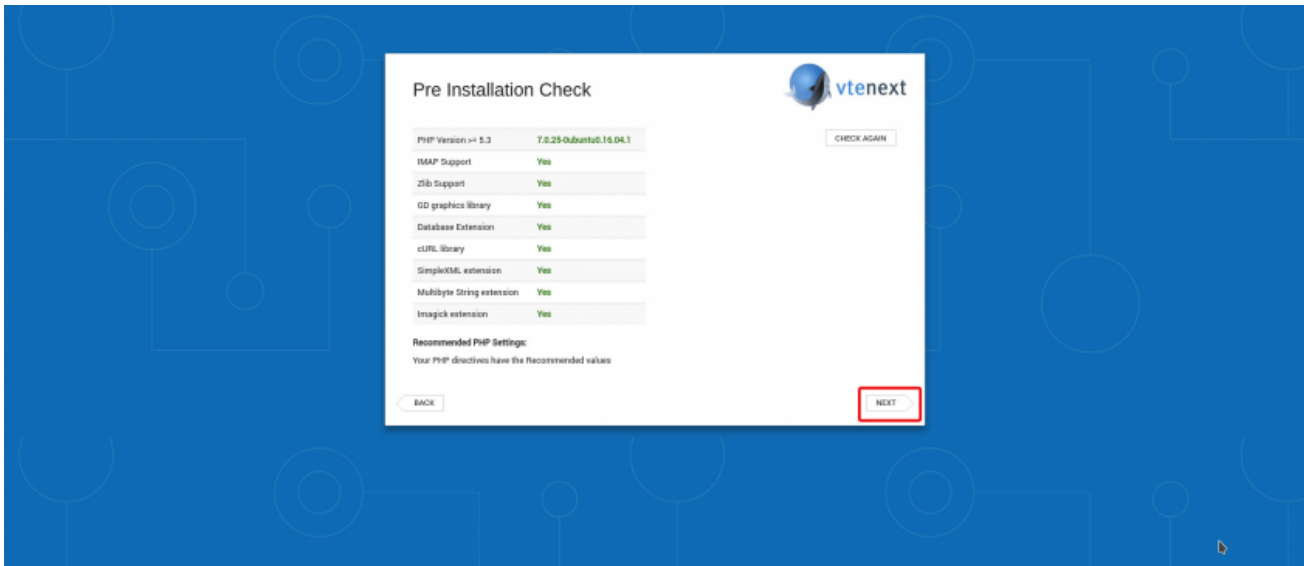 Pre Installation Check
vtenext
PHP Version >= 5.3 7.0.25-0ubuntu0.16.04.1
CHECK AGAIN
IMAP Support Yes
Zlib Support Yes
GD graphics library Yes
Database Extension Yes
cURL library Yes
SimpleXML extension Yes
Multibyte String extension Yes
Imagick extension Yes
Recommended PHP Settings:
Your PHP directives have the Recommended values
BACK
NEXT